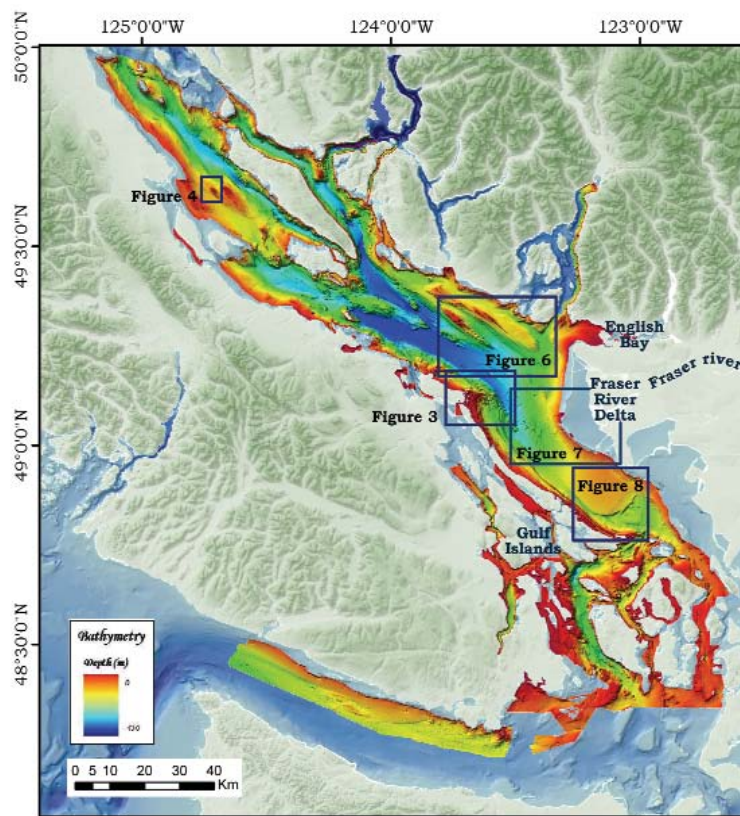 125°0'0"W 124°0'0"W 123°0'0"W
50°0'0"N
49°30'0"N
49°0'0"N
48°30'0"N
Figure 4
English
Bay
Figure 6
Fraser river
Fraser
River
Delta
Figure 3
Figure 7
Figure 8
Gulf
Islands
Bathymetry
Depth (m)
0
0 5 10 20 30 40
Km